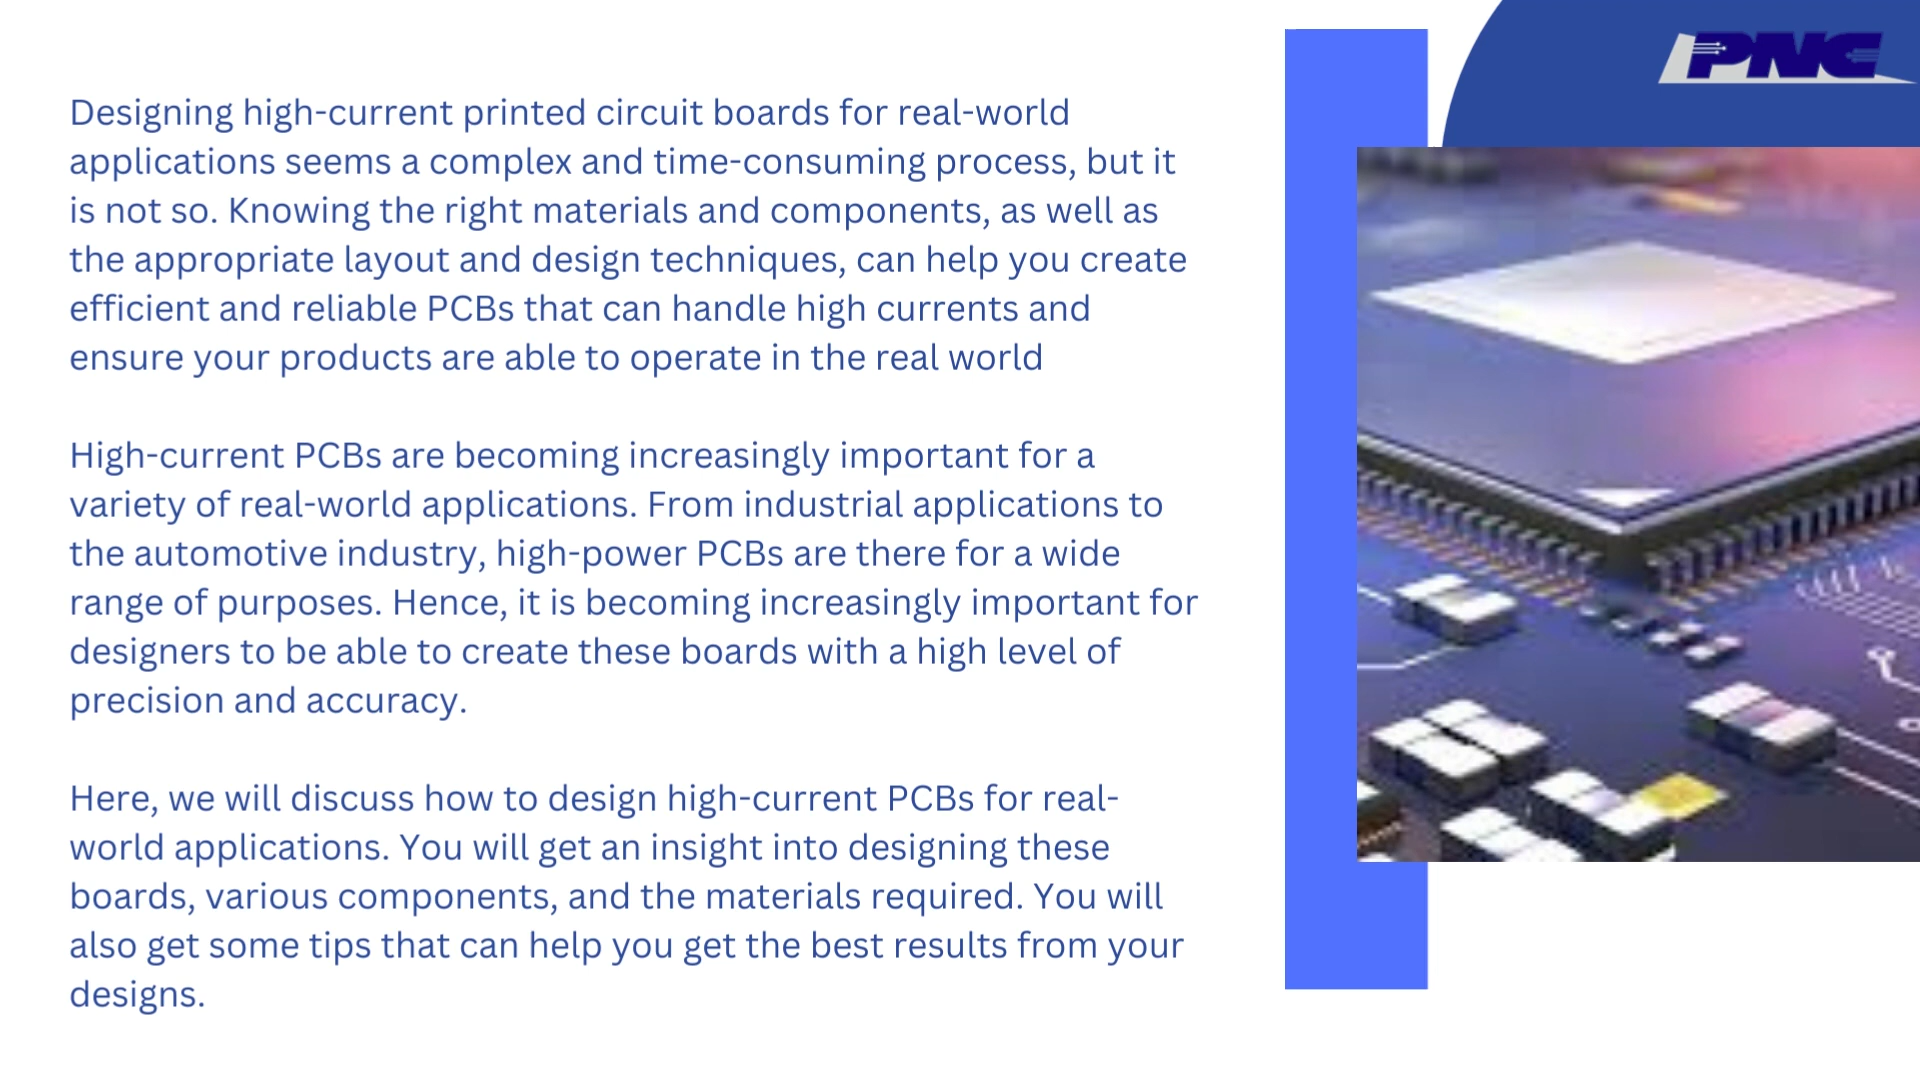 PNC
Designing high-current printed circuit boards for real-world
applications seems a complex and time-consuming process, but it
is not so. Knowing the right materials and components, as well as
the appropriate layout and design techniques, can help you create
efficient and reliable PCBs that can handle high currents and
ensure your products are able to operate in the real world
High-current PCBs are becoming increasingly important for a
variety of real-world applications. From industrial applications to
the automotive industry, high-power PCBs are there for a wide
range of purposes. Hence, it is becoming increasingly important for
designers to be able to create these boards with a high level of
precision and accuracy.
Here, we will discuss how to design high-current PCBs for real-
world applications. You will get an insight into designing these
boards, various components, and the materials required. You will
also get some tips that can help you get the best results from your
designs.